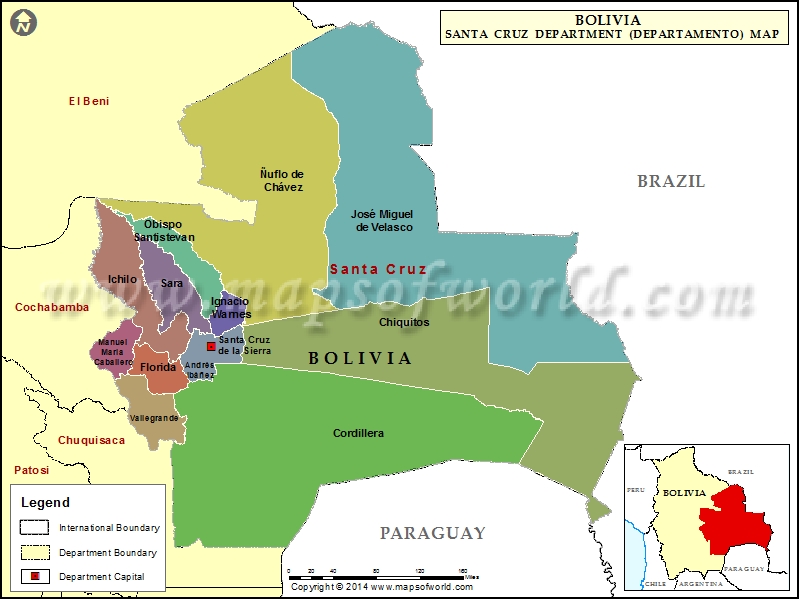 N
BOLIVIA
SANTA CRUZ DEPARTMENT (DEPARTAMENTO) MAP
El Beni
Ñuflo de
Chávez
BRAZIL
José Miguel
de Velasco
Obispo
Santistevan
Santa Cruz
Ichilo
Sara
www.mapsofworld.com
Cochabamba
Ignacio
Warnes
Chiquitos
Manuel
Maria
Caballero
Santa Cruz
de la Sierra
BOLIVIA
Florida
Andrés
Ibáñez
Vallegrande
Cordillera
Chuquisaca
Patosi
PARAGUAY
Legend
International Boundary
Department Boundary
Department Capital
0 20 40 80 120 160
Miles
Copyright © 2014 www.mapsofworld.com
BRAZIL
PERU
BOLIVIA
PARAGUAY
CHILE
ARGENTINA